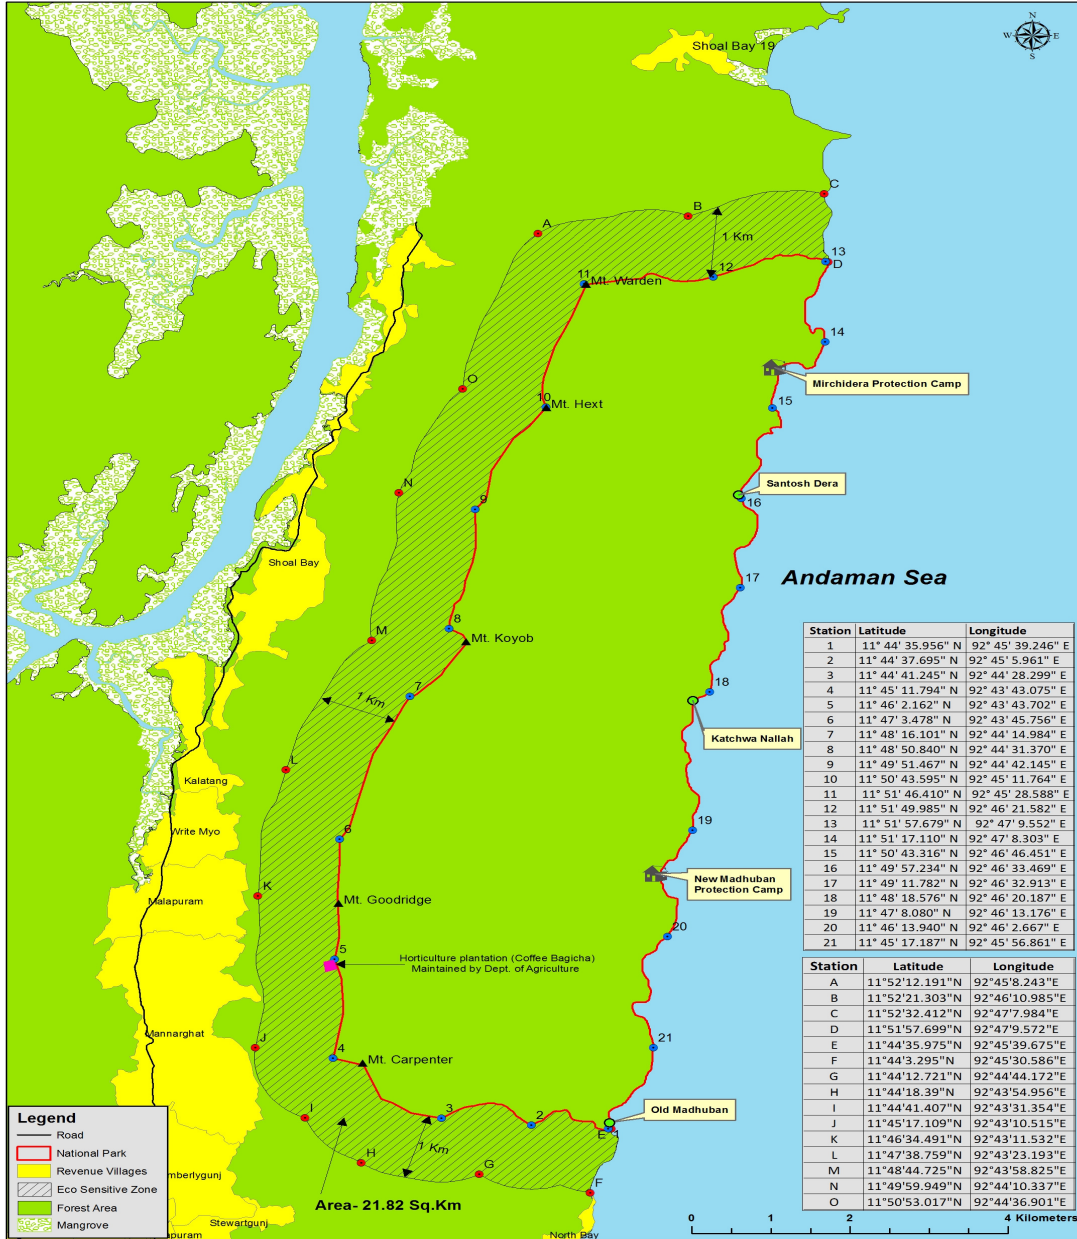 N
W E
S
Shoal Bay 19
C
B
A
1 Km
13
D
12
11
Mt. Warden
14
Mirchidera Protection Camp
O
10
Mt. Hext
15
Santosh Dera
N
9
16
Shoal Bay
Andaman Sea
17
8
M
Mt. Koyob
7
1 Km
18
Katchwa Nallah
L
Kalatang
Write Myo
6
19
K
Malapuram
Mt. Goodridge
New Madhuban
Protection Camp
20
5
Horticulture plantation (Coffee Bagicha)
Maintained by Dept. of Agriculture
Mannarghat
J
4
Mt. Carpenter
21
I
3
2
Old Madhuban
E
1
1 Km
H
G
F
Area- 21.82 Sq.Km
mberlygunj
Stewartgunj
apuram
North Bay
Station Latitude Longitude
1 11° 44' 35.956" N 92° 45' 39.246" E
2 11° 44' 37.695" N 92° 45' 5.961" E
3 11° 44' 41.245" N 92° 44' 28.299" E
4 11° 45' 11.794" N 92° 43' 43.075" E
5 11° 46' 2.162" N 92° 43' 43.702" E
6 11° 47' 3.478" N 92° 43' 45.756" E
7 11° 48' 16.101" N 92° 44' 14.984" E
8 11° 48' 50.840" N 92° 44' 31.370" E
9 11° 49' 51.467" N 92° 44' 42.145" E
10 11° 50' 43.595" N 92° 45' 11.764" E
11 11° 51' 46.410" N 92° 45' 28.588" E
12 11° 51' 49.985" N 92° 46' 21.582" E
13 11° 51' 57.679" N 92° 47' 9.552" E
14 11° 51' 17.110" N 92° 47' 8.303" E
15 11° 50' 43.316" N 92° 46' 46.451" E
16 11° 49' 57.234" N 92° 46' 33.469" E
17 11° 49' 11.782" N 92° 46' 32.913" E
18 11° 48' 18.576" N 92° 46' 20.187" E
19 11° 47' 8.080" N 92° 46' 13.176" E
20 11° 46' 13.940" N 92° 46' 2.667" E
21 11° 45' 17.187" N 92° 45' 56.861" E
Station Latitude Longitude
A 11°52'12.191"N 92°45'8.243"E
B 11°52'21.303"N 92°46'10.985"E
C 11°52'32.412"N 92°47'7.984"E
D 11°51'57.699"N 92°47'9.572"E
E 11°44'35.975"N 92°45'39.675"E
F 11°44'3.295"N 92°45'30.586"E
G 11°44'12.721"N 92°44'44.172"E
H 11°44'18.39"N 92°43'54.956"E
I 11°44'41.407"N 92°43'31.354"E
J 11°45'17.109"N 92°43'10.515"E
K 11°46'34.491"N 92°43'11.532"E
L 11°47'38.759"N 92°43'23.193"E
M 11°48'44.725"N 92°43'58.825"E
N 11°49'59.949"N 92°44'10.337"E
O 11°50'53.017"N 92°44'36.901"E
Legend
Road
National Park
Revenue Villages
Eco Sensitive Zone
Forest Area
Mangrove
0 2 4 Kilometers